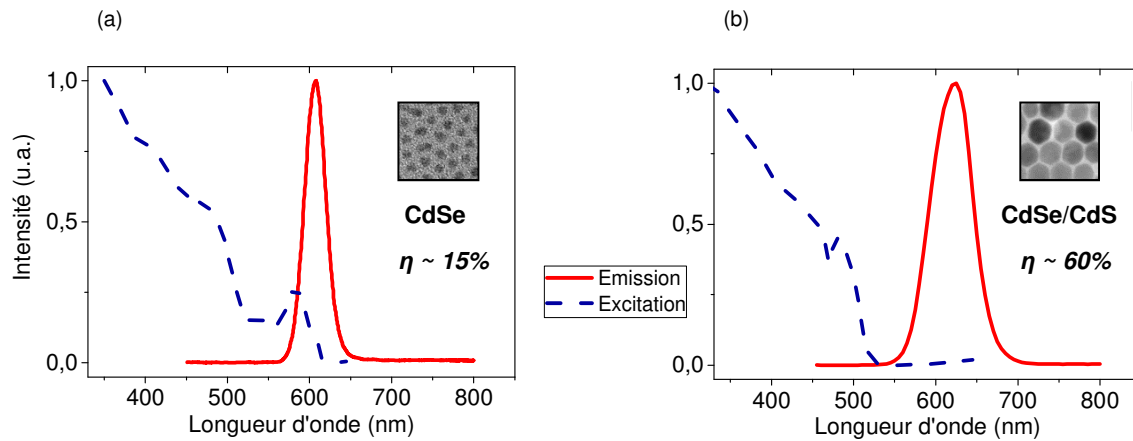 (a)
(b)
1,0
0,5
0,0
Intensité (u.a.)
CdSe
η ~ 15%
400 500 600 700 800
Longueur d'onde (nm)
Emission
Excitation
1,0
0,5
0,0
CdSe/CdS
η ~ 60%
400 500 600 700 800
Longueur d'onde (nm)